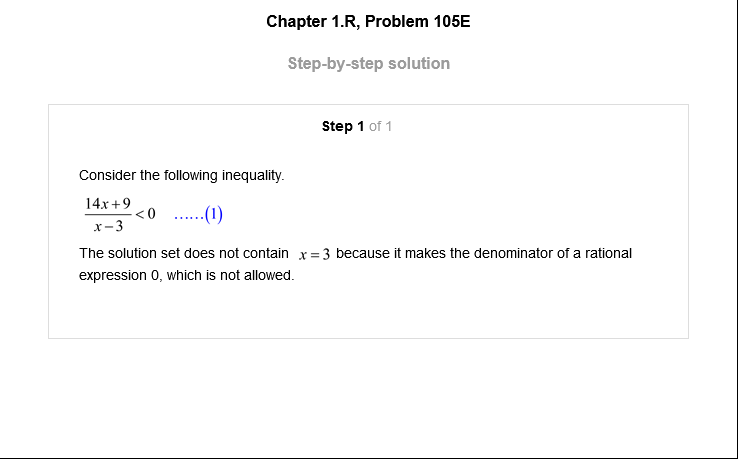 Chapter 1.R, Problem 105E
Step-by-step solution
Step 1 of 1
Consider the following inequality.
14x+9
x−3
<0 ......(1)
The solution set does not contain x=3 because it makes the denominator of a rational
expression 0, which is not allowed.